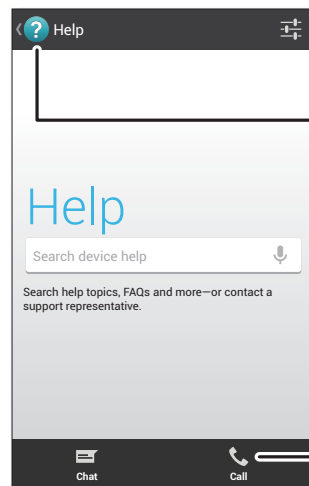 Help
Help
Search device help
Search help topics, FAQs and more—or contact a
support representative.
Chat
Call